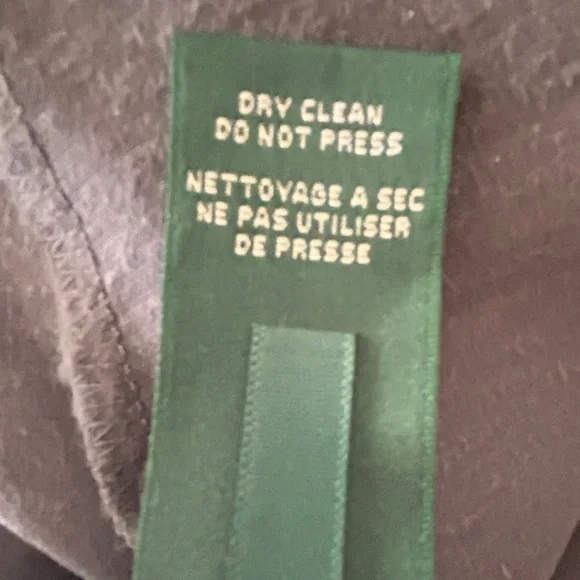 DRY CLEAN
DO NOT PRESS
NETTOYAGE A SEC
NE PAS UTILISER
DE PRESSE